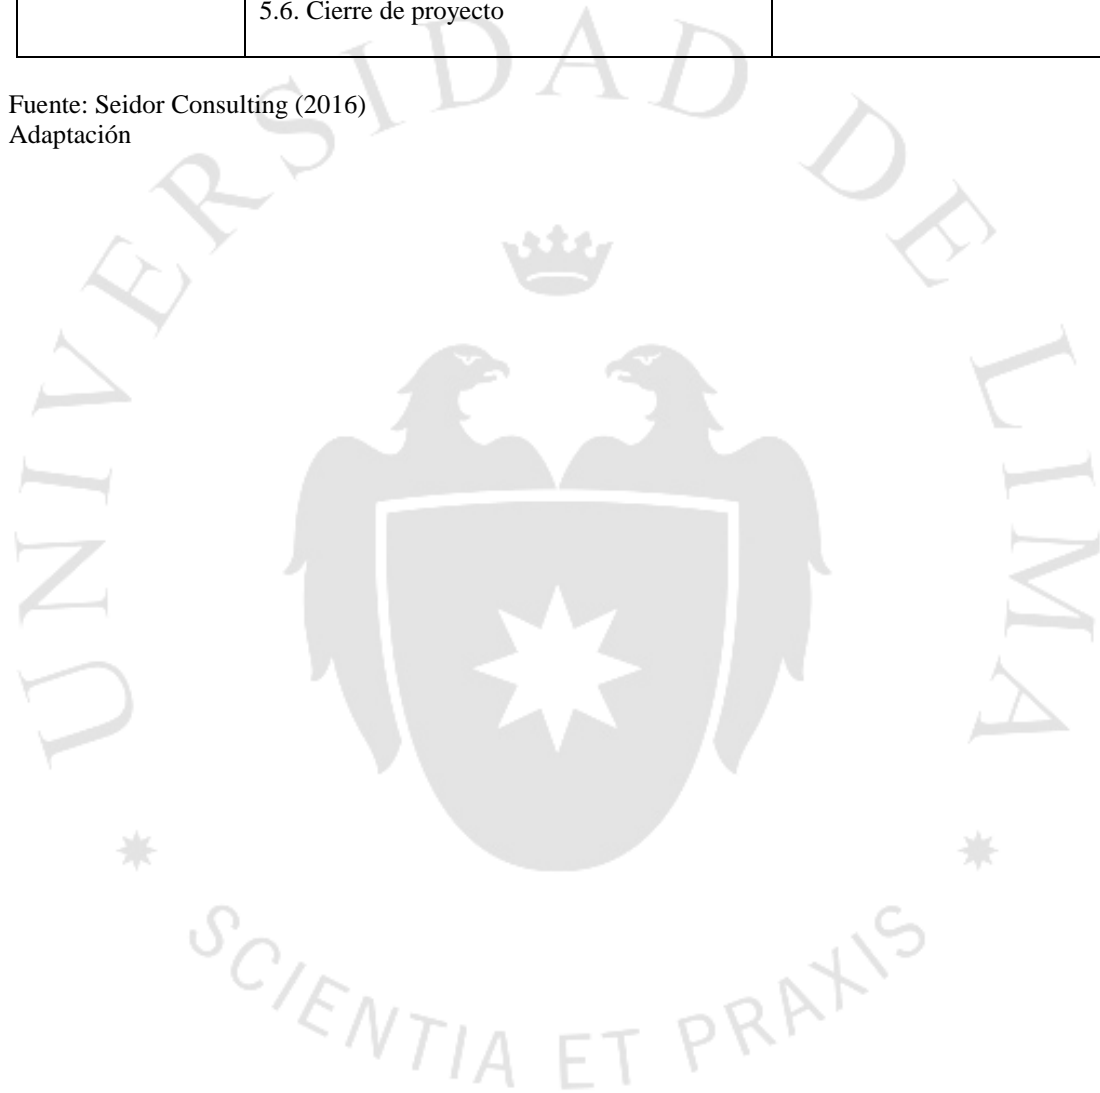 5.6. Cierre de proyecto
Fuente: Seidor Consulting (2016)
Adaptación
UNIVERSIDAD DE LIMA
SCIENTIA ET PRAXIS